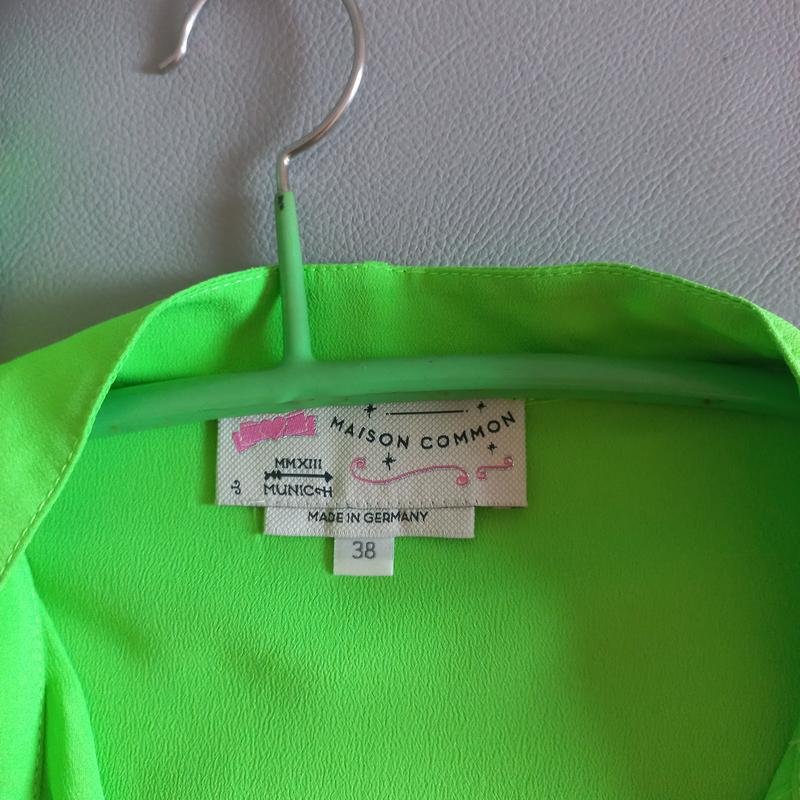 MAISON COMMON
MMXIII
MUNICH
MADE IN GERMANY
38